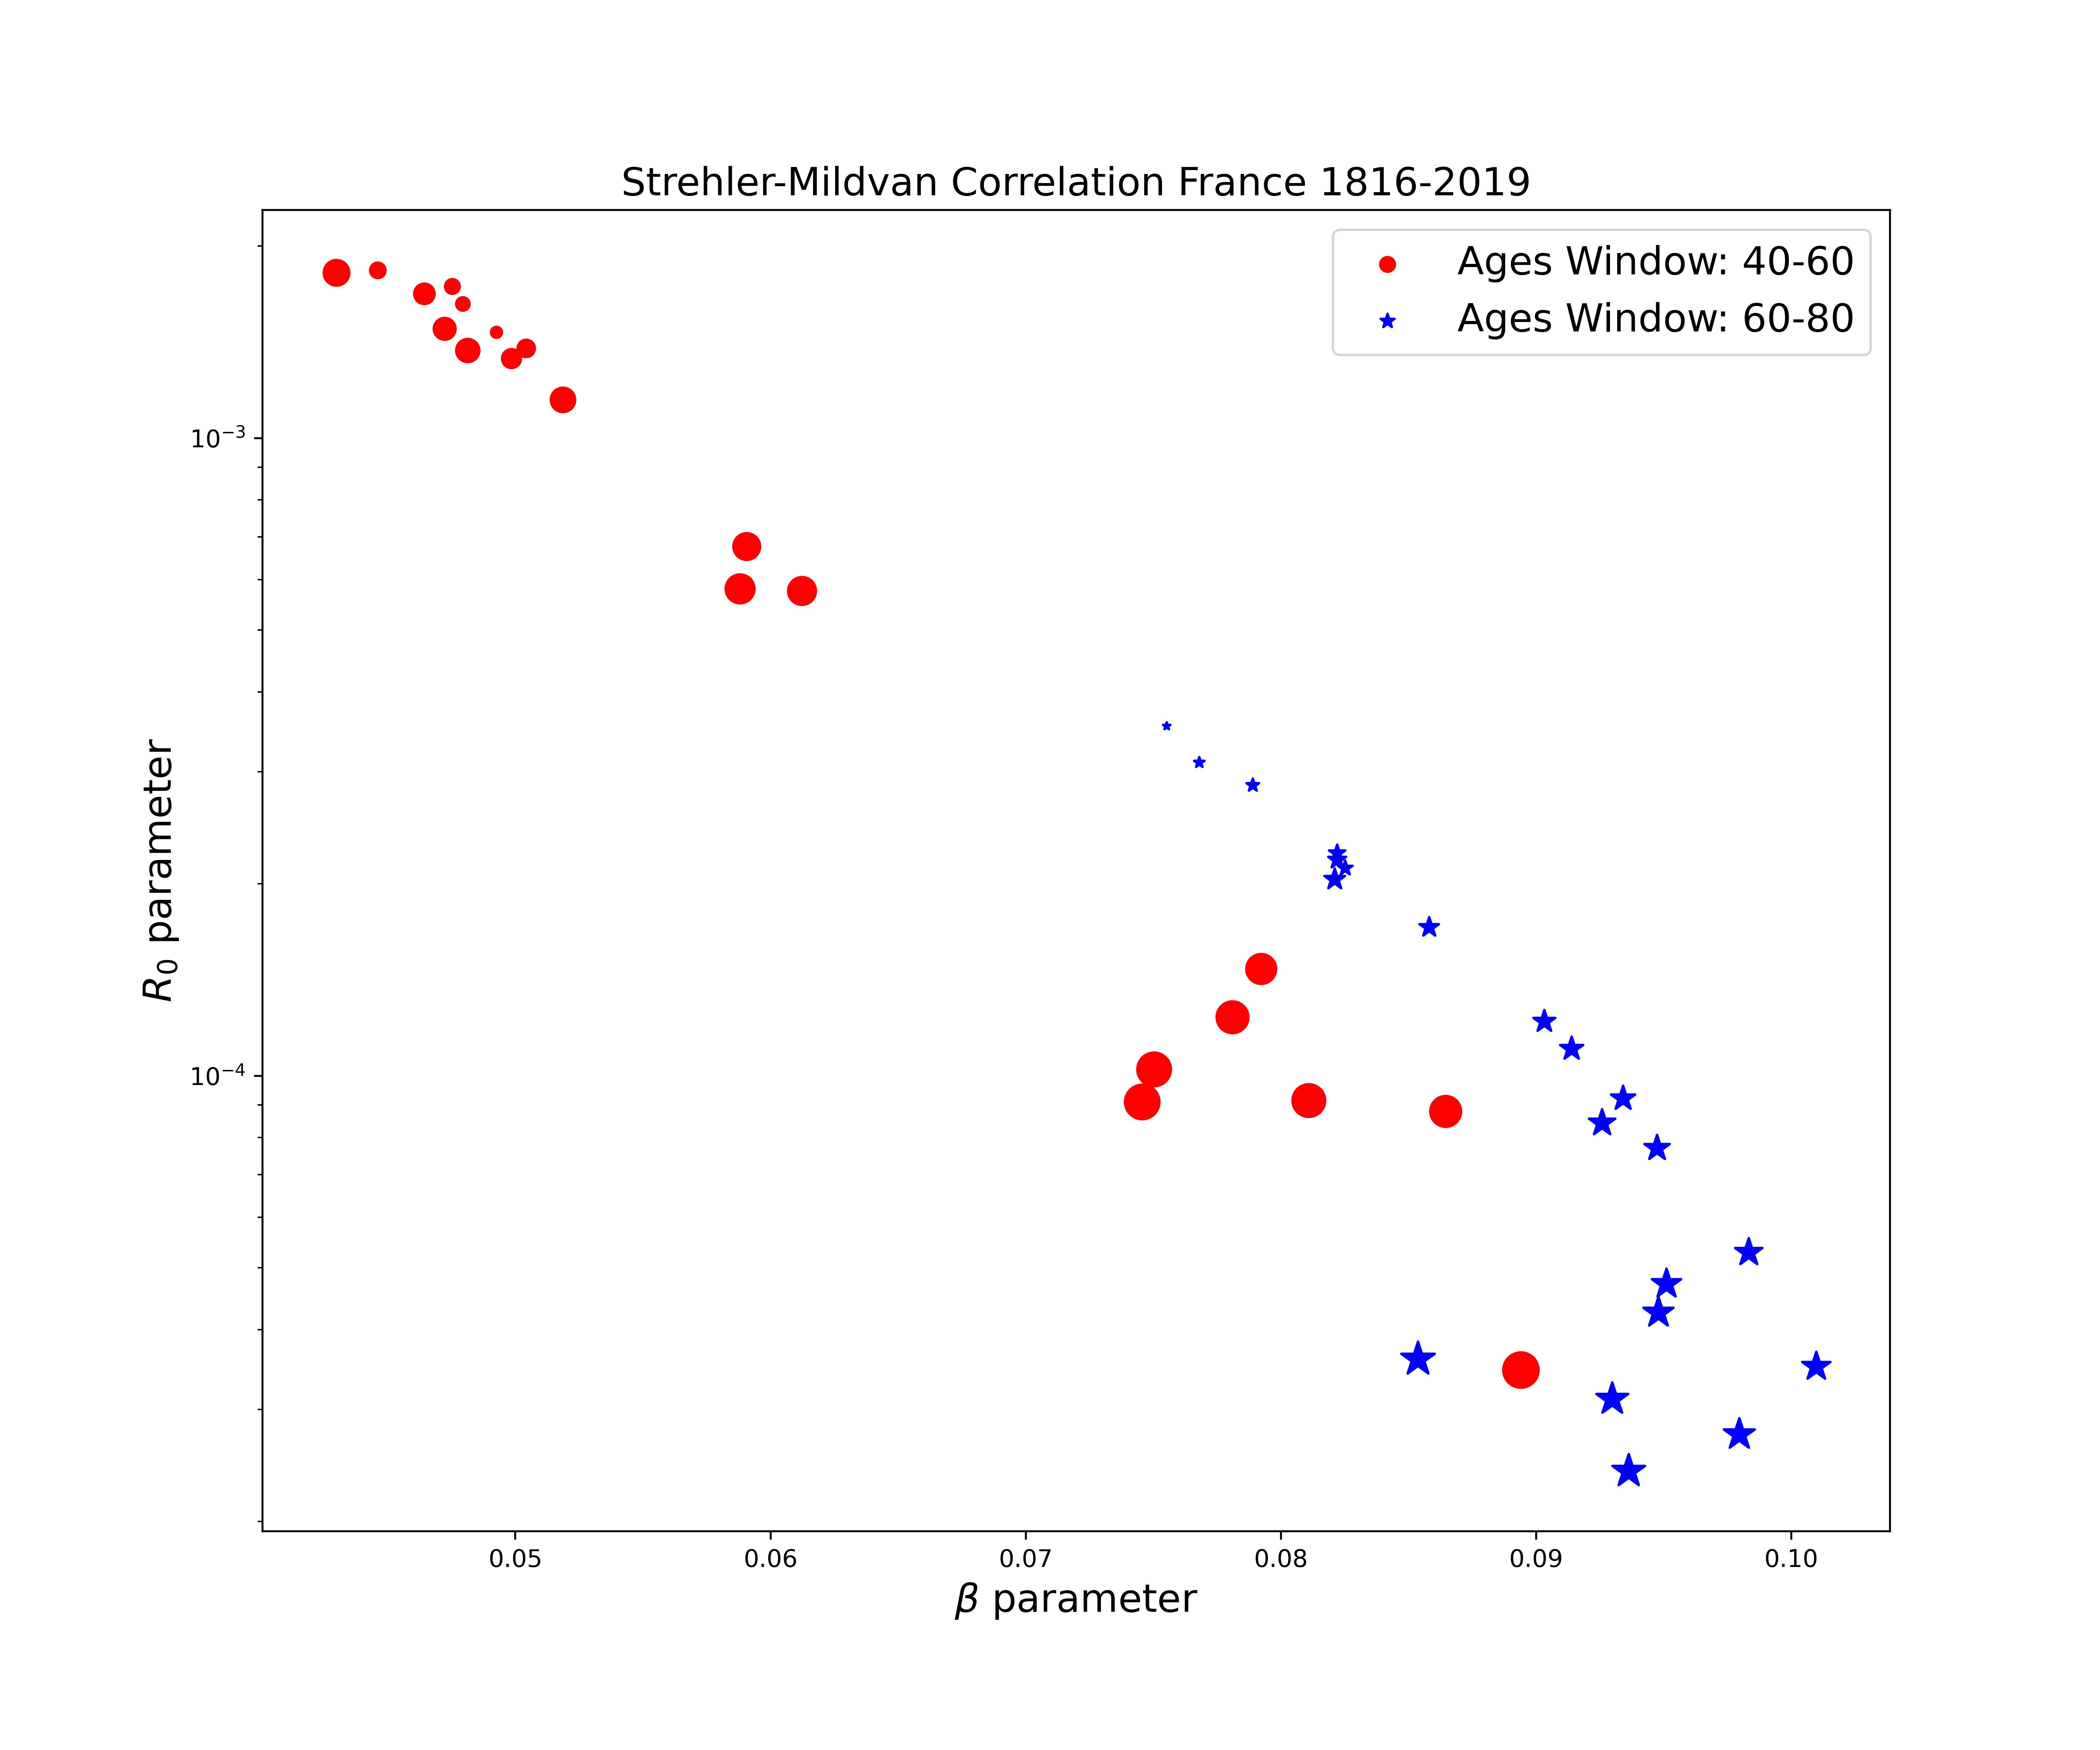 Strehler-Mildvan Correlation France 1816-2019
Ages Window: 40-60
Ages Window: 60-80
R₀ parameter
10⁻³
10⁻⁴
0.05 0.06 0.07 0.08 0.09 0.10
β parameter